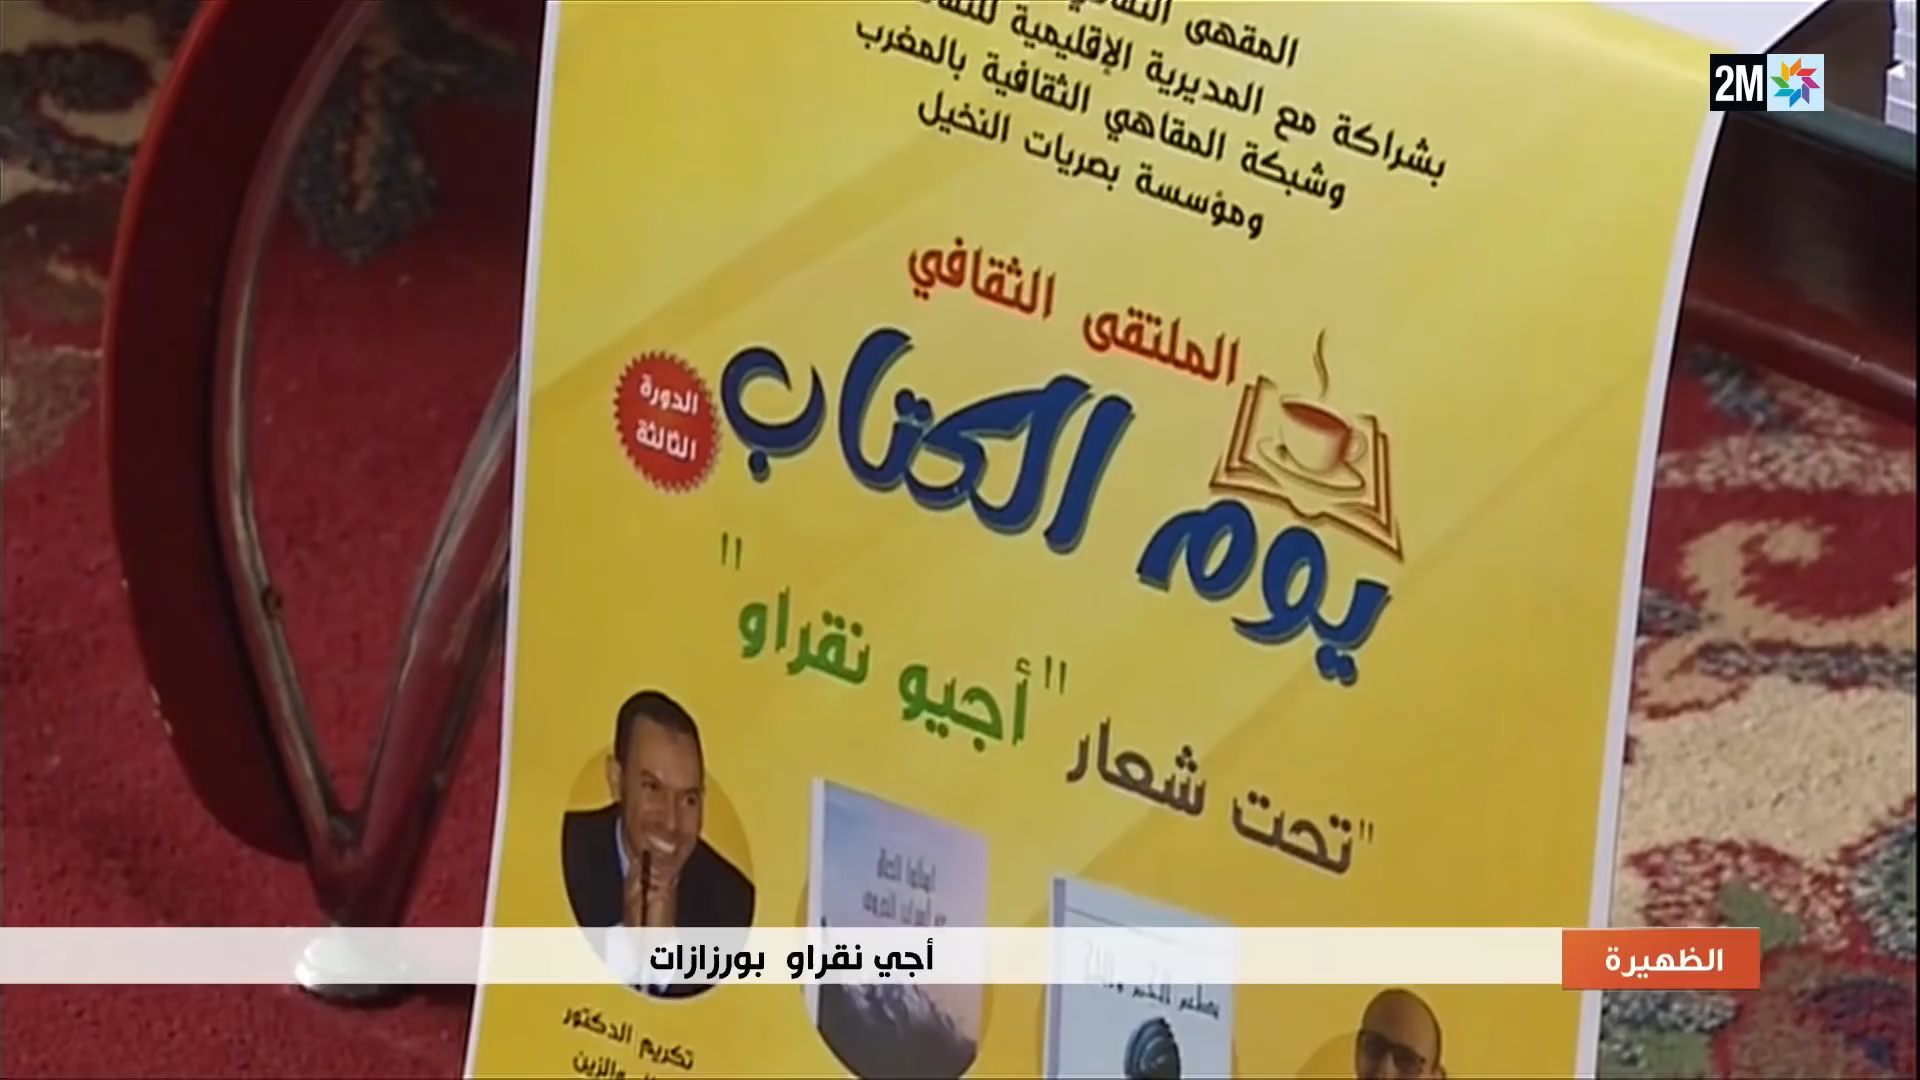 المقهى
بشراكة مع المديرية الإقليمية
وشبكة المقاهي الثقافية بالمغرب
ومؤسسة بصريات النخيل
2M
الملتقى الثقافي
يوم الكتاب
الدورة
الثالثة
"تحت شعار "أجيو نقراو"
تكريم الدكتور
والزين
الظهيرة
أجي نقراو بورزازات